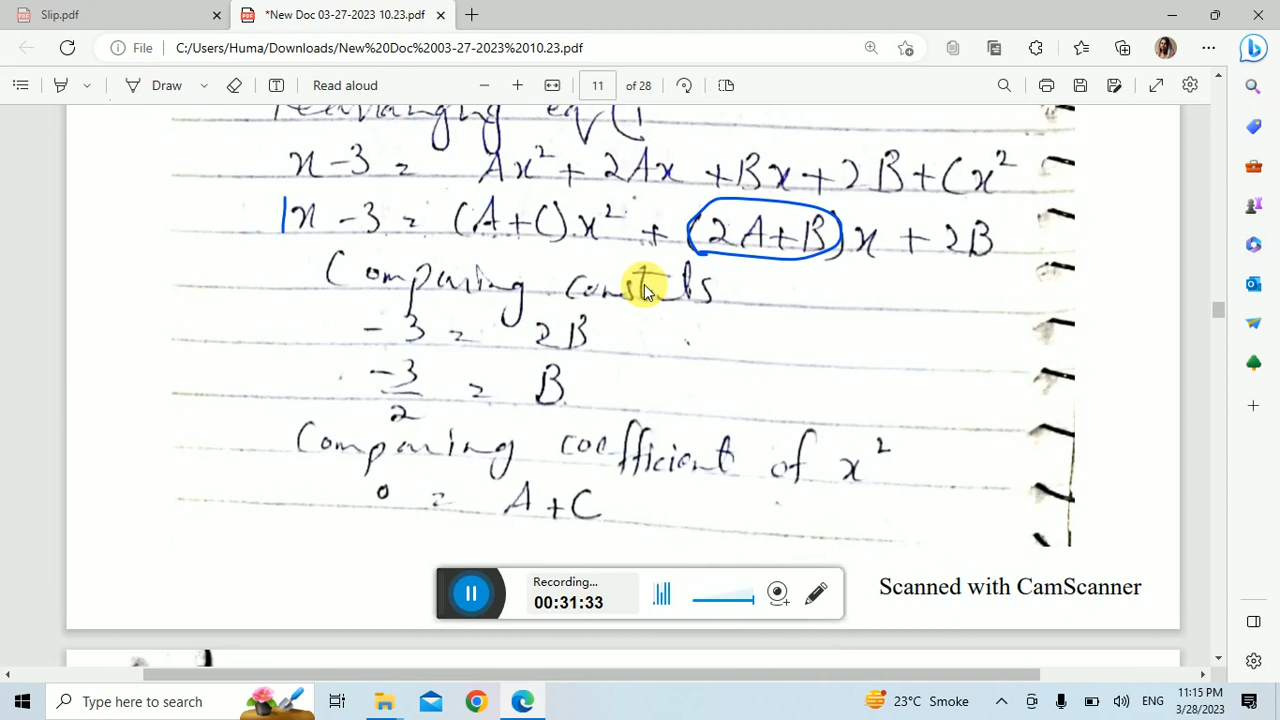 Slip.pdf
*New Doc 03-27-2023 10.23.pdf
File C:/Users/Huma/Downloads/New%20Doc%2003-27-2023%2010.23.pdf
Draw Read aloud 11 of 28
rearranging eq(1
x - 3 = Ax² + 2Ax + Bx + 2B + Cx²
1x - 3 = (A+C)x² + (2A+B)x + 2B
Comparing
-3 = 2B
-3/2 = B
Comparing coefficient of x²
0 = A+C
Recording...
00:31:33
Scanned with CamScanner
Type here to search
23°C Smoke
ENG
11:15 PM
3/28/2023